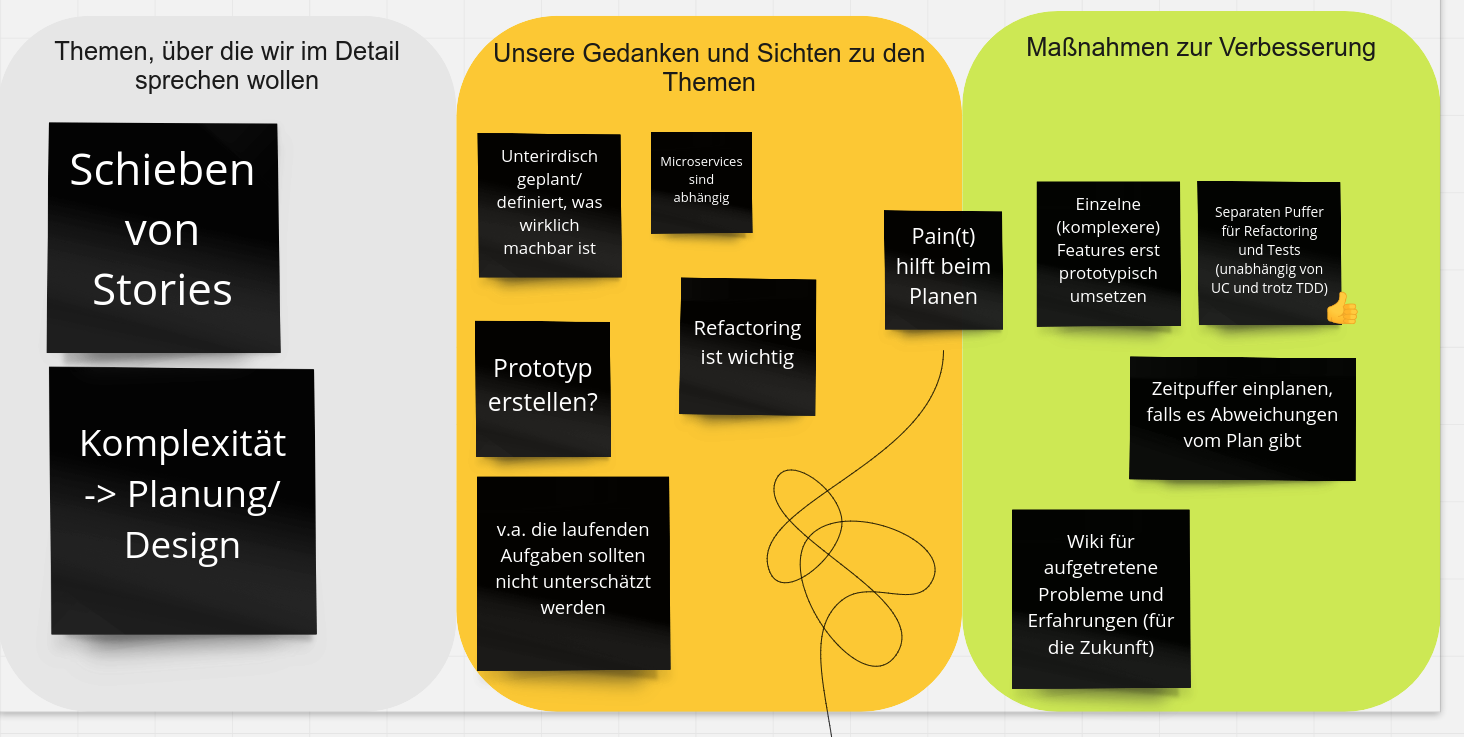 Themen, über die wir im Detail
sprechen wollen
Schieben
von
Stories
Komplexität
-> Planung/
Design
Unsere Gedanken und Sichten zu den
Themen
Unterirdisch
geplant/
definiert, was
wirklich
machbar ist
Microservices
sind
abhängig
Pain(t)
hilft beim
Planen
Refactoring
ist wichtig
Prototyp
erstellen?
v.a. die laufenden
Aufgaben sollten
nicht unterschätzt
werden
Maßnahmen zur Verbesserung
Einzelne
(komplexere)
Features erst
prototypisch
umsetzen
Separaten Puffer
für Refactoring
und Tests
(unabhängig von
UC und trotz TDD)
Zeitpuffer einplanen,
falls es Abweichungen
vom Plan gibt
Wiki für
aufgetretene
Probleme und
Erfahrungen (für
die Zukunft)